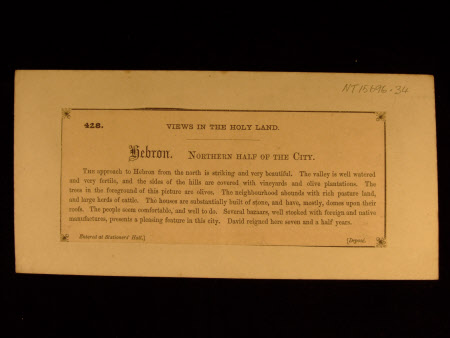 NT15696.34
428. VIEWS IN THE HOLY LAND.
Hebron. NORTHERN HALF OF THE CITY.
THE approach to Hebron from the north is striking and very beautiful. The valley is well watered
and very fertile, and the sides of the hills are covered with vineyards and olive plantations. The
trees in the foreground of this picture are olives. The neighbourhood abounds with rich pasture land,
and large herds of cattle. The houses are substantially built of stone, and have, mostly, domes upon their
roofs. The people seem comfortable, and well to do. Several bazaars, well stocked with foreign and native
manufactures, presents a pleasing feature in this city. David reigned here seven and a half years.
Entered at Stationers' Hall.] [Deposé.